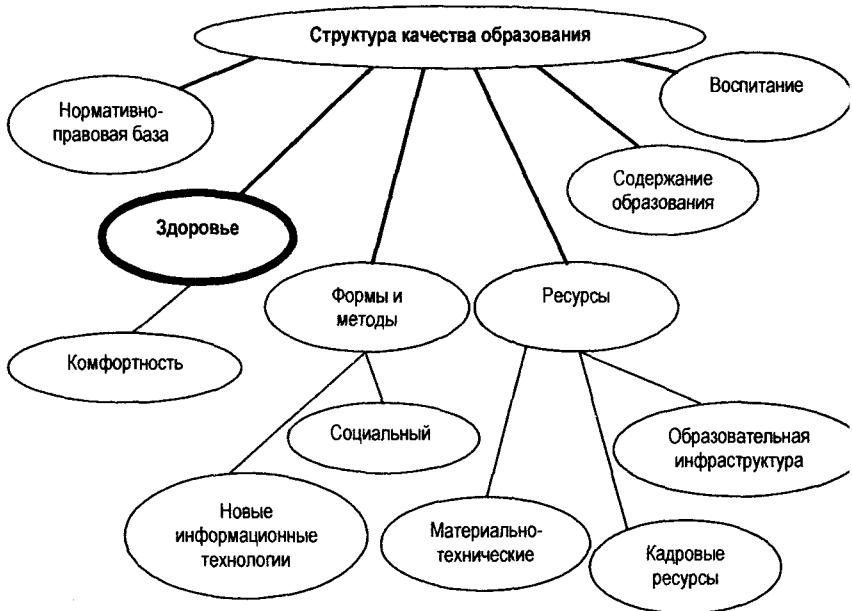 Структура качества образования
Нормативно-
правовая база
Воспитание
Содержание
образования
Здоровье
Формы и
методы
Ресурсы
Комфортность
Социальный
Образовательная
инфраструктура
Новые
информационные
технологии
Материально-
технические
Кадровые
ресурсы